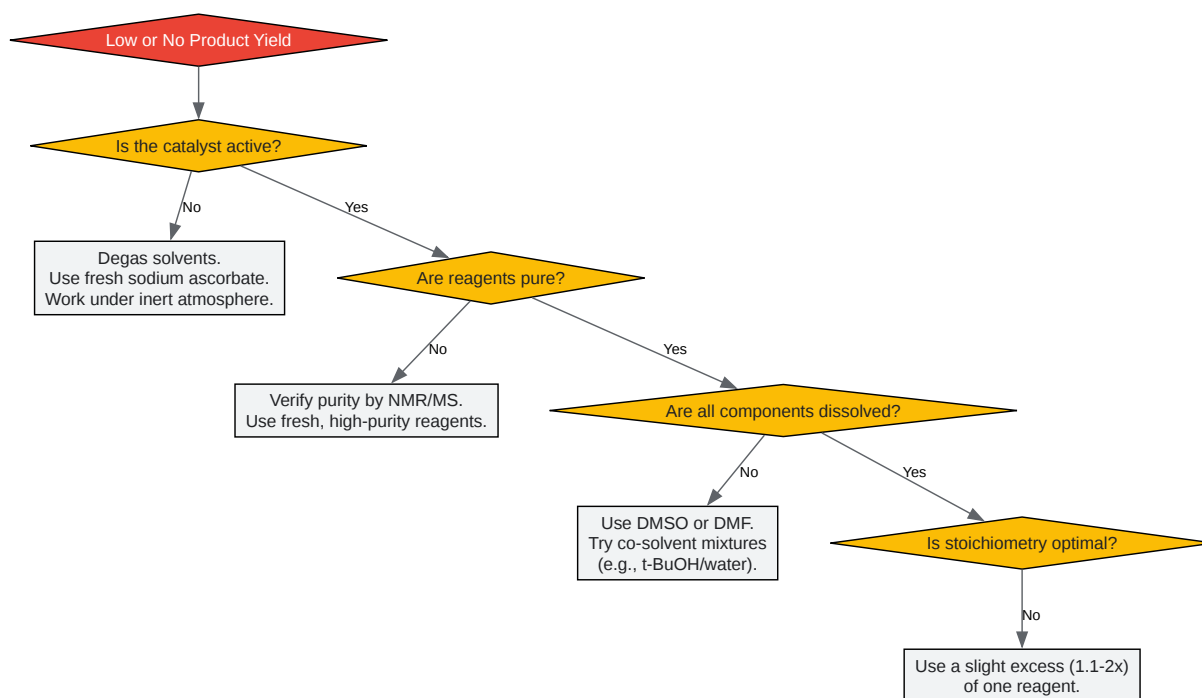 Low or No Product Yield
Is the catalyst active?
No
Yes
Degas solvents.
Use fresh sodium ascorbate.
Work under inert atmosphere.
Are reagents pure?
No
Yes
Verify purity by NMR/MS.
Use fresh, high-purity reagents.
Are all components dissolved?
No
Yes
Use DMSO or DMF.
Try co-solvent mixtures
(e.g., t-BuOH/water).
Is stoichiometry optimal?
No
Use a slight excess (1.1-2x)
of one reagent.